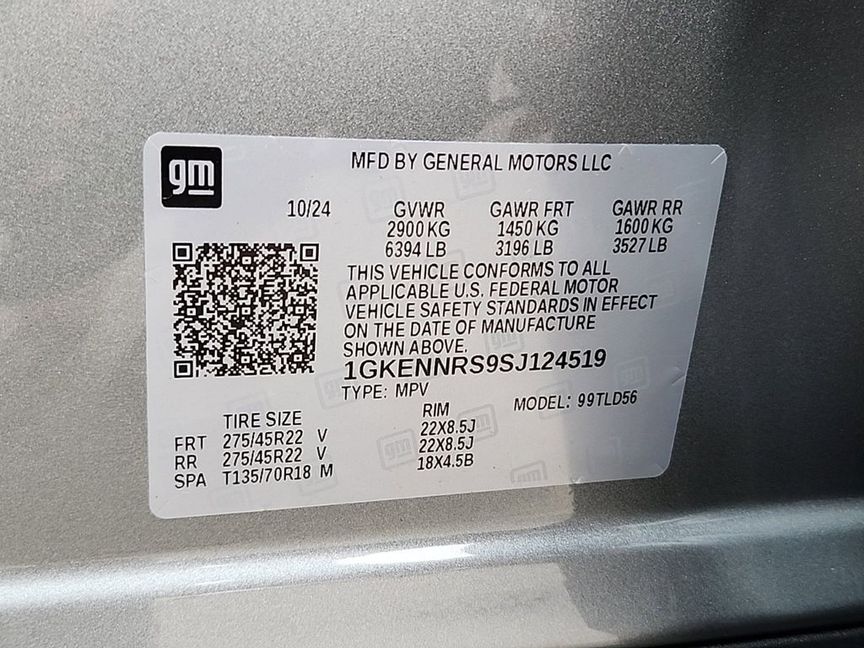 gm
MFD BY GENERAL MOTORS LLC
10/24 GVWR GAWR FRT GAWR RR
2900 KG 1450 KG 1600 KG
6394 LB 3196 LB 3527 LB
THIS VEHICLE CONFORMS TO ALL
APPLICABLE U.S. FEDERAL MOTOR
VEHICLE SAFETY STANDARDS IN EFFECT
ON THE DATE OF MANUFACTURE
SHOWN ABOVE.
1GKENNRS9SJ124519
TYPE: MPV MODEL: 99TLD56
TIRE SIZE RIM
FRT 275/45R22 V 22X8.5J
RR 275/45R22 V 22X8.5J
SPA T135/70R18 M 18X4.5B